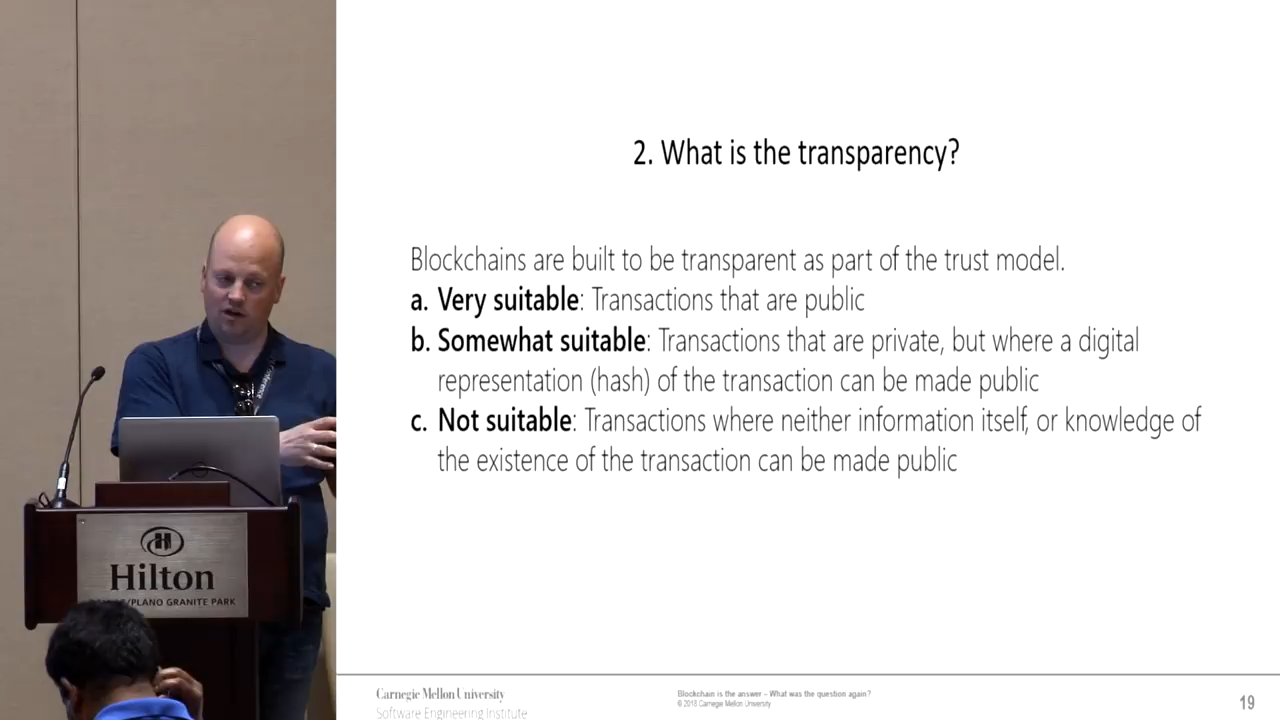 2. What is the transparency?
Blockchains are built to be transparent as part of the trust model.
a. Very suitable: Transactions that are public
b. Somewhat suitable: Transactions that are private, but where a digital
representation (hash) of the transaction can be made public
c. Not suitable: Transactions where neither information itself, or knowledge of
the existence of the transaction can be made public
H
Hilton
/PLANO GRANITE PARK
Carnegie Mellon University
Software Engineering Institute
Blockchain is the answer – What was the question again?
© 2018 Carnegie Mellon University
19